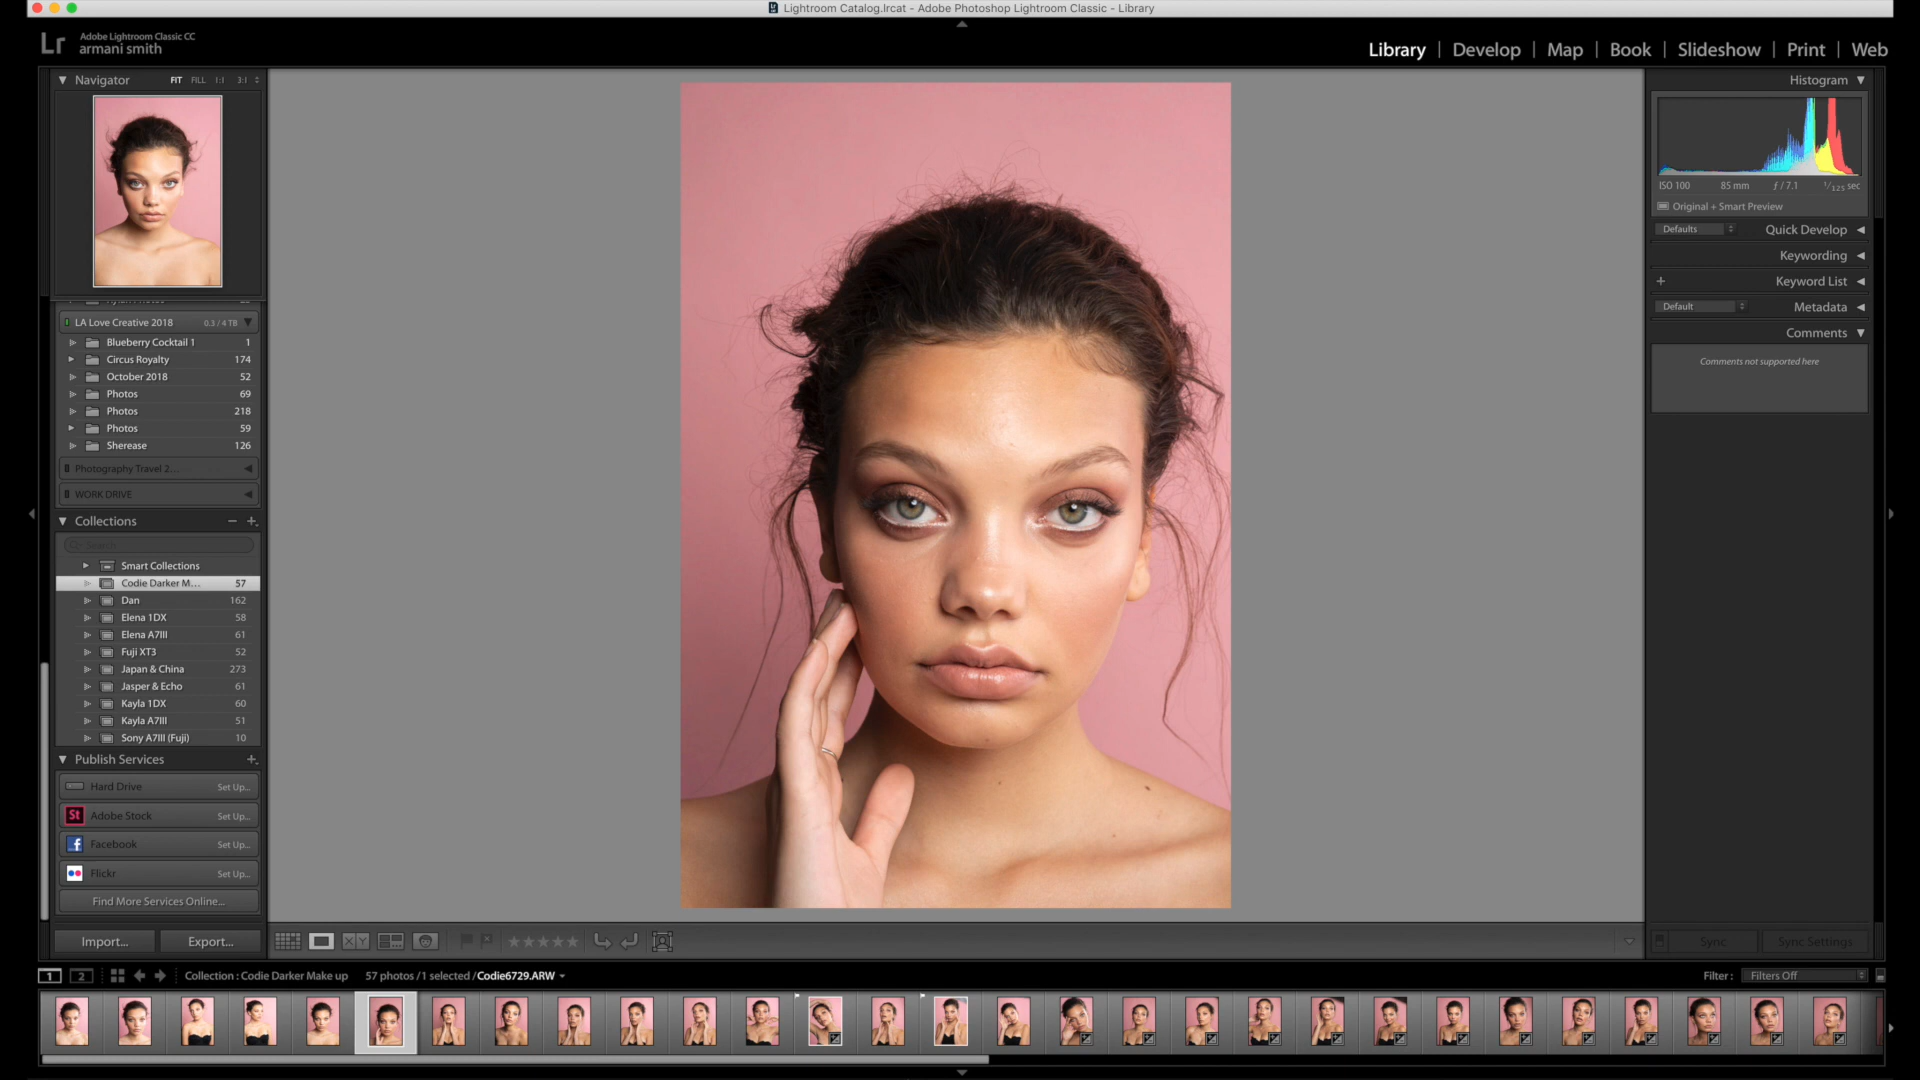 Lightroom Catalog.lrcat - Adobe Photoshop Lightroom Classic - Library
Lr
Adobe Lightroom Classic CC
armani smith
Library | Develop | Map | Book | Slideshow | Print | Web
Navigator FIT FILL 1:1 3:1
LA Love Creative 2018 0.3 / 4 TB
Blueberry Cocktail 1 1
Circus Royalty 174
October 2018 52
Photos 69
Photos 218
Photos 59
Sherease 126
Photography Travel 2...
WORK DRIVE
Collections
Search
Smart Collections
Codie Darker M... 57
Dan 162
Elena 1DX 58
Elena A7III 61
Fuji XT3 52
Japan & China 273
Jasper & Echo 61
Kayla 1DX 60
Kayla A7III 51
Sony A7III (Fuji) 10
Publish Services
Hard Drive Set Up...
St Adobe Stock Set Up...
f Facebook Set Up...
Flickr Set Up...
Find More Services Online...
Import... Export...
X Y
Histogram
ISO 100 85 mm ƒ / 7.1 1/125 sec
Original + Smart Preview
Defaults Quick Develop
Keywording
+ Keyword List
Default Metadata
Comments
Comments not supported here
Sync Sync Settings
1 2 Collection : Codie Darker Make up 57 photos / 1 selected / Codie6729.ARW
Filter : Filters Off